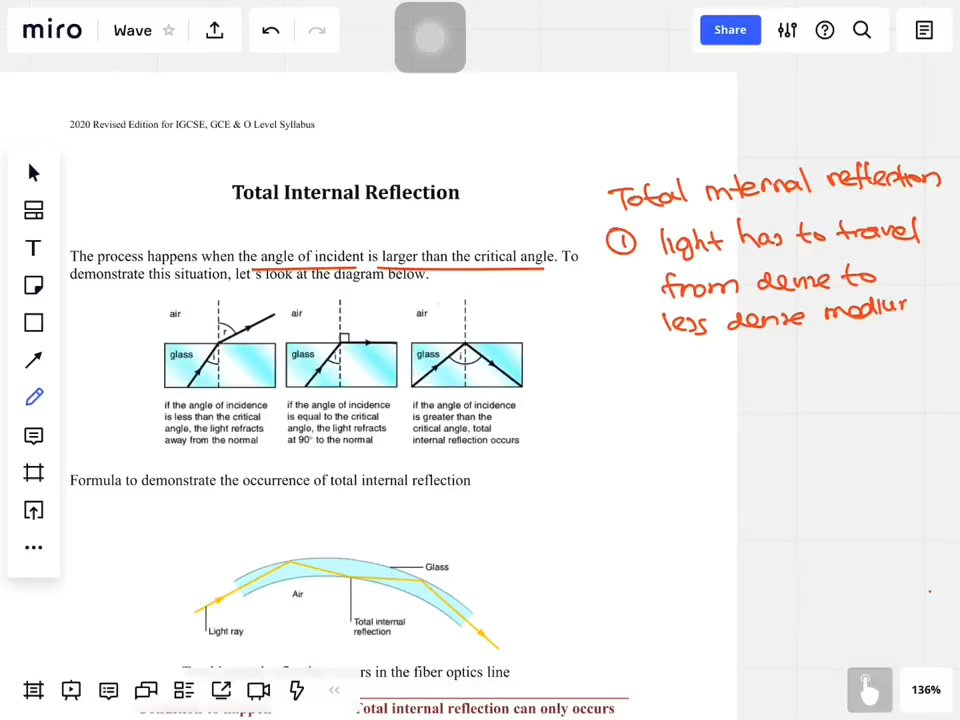 miro
Wave
Share
2020 Revised Edition for IGCSE, GCE & O Level Syllabus
Total Internal Reflection
The process happens when the angle of incident is larger than the critical angle. To
demonstrate this situation, let's look at the diagram below.
air
r
glass
i
if the angle of incidence
is less than the critical
angle, the light refracts
away from the normal
air
glass
i
if the angle of incidence
is equal to the critical
angle, the light refracts
at 90° to the normal
air
glass
i
if the angle of incidence
is greater than the
critical angle, total
internal reflection occurs
Formula to demonstrate the occurrence of total internal reflection
Glass
Air
Light ray
Total internal
reflection
rs in the fiber optics line
Total internal reflection can only occurs
Total internal reflection
① light has to travel
from dense to
less dense medium
T
136%